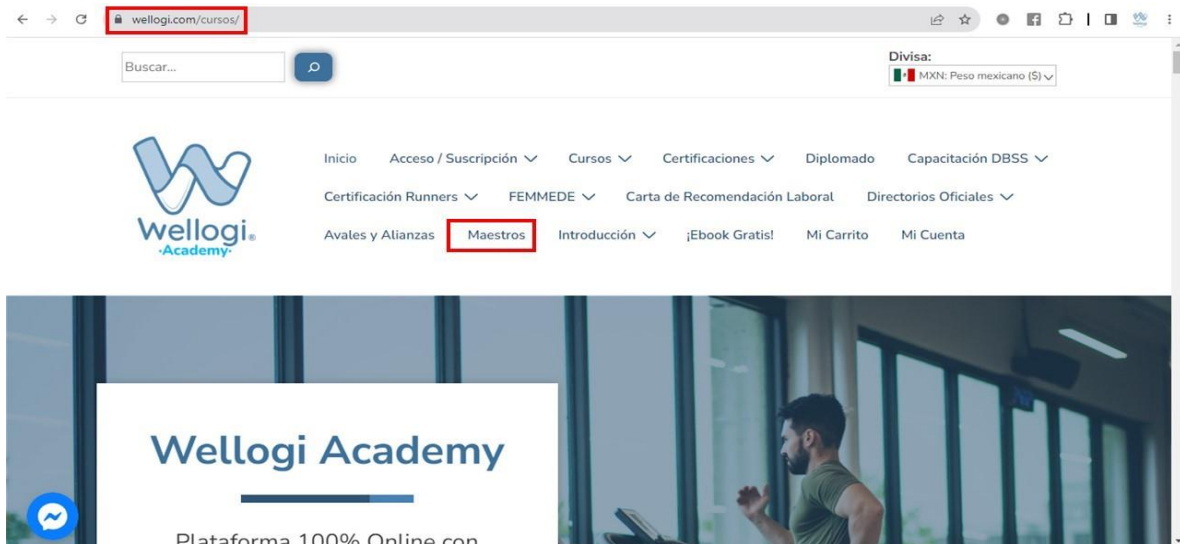 wellogi.com/cursos/
Buscar...
Divisa:
MXN: Peso mexicano ($)
Inicio Acceso / Suscripción Cursos Certificaciones Diplomado Capacitación DBSS
Certificación Runners FEMMEDE Carta de Recomendación Laboral Directorios Oficiales
Avales y Alianzas Maestros Introducción ¡Ebook Gratis! Mi Carrito Mi Cuenta
Wellogi®
·Academy·
Wellogi Academy
Plataforma 100% Online con